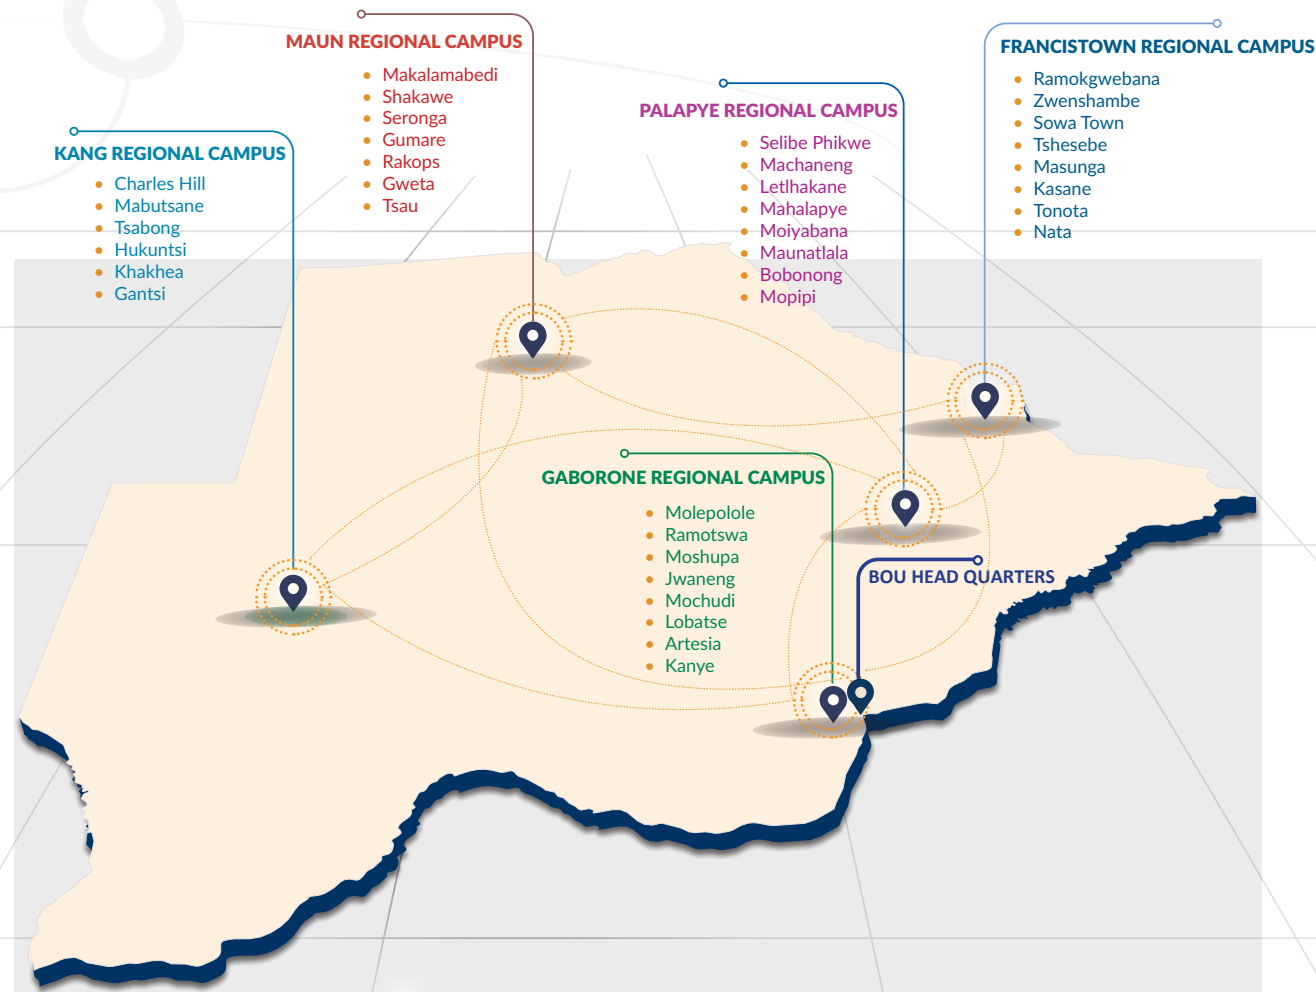 MAUN REGIONAL CAMPUS
Makalamabedi
Shakawe
Seronga
Gumare
Rakops
Gweta
Tsau
FRANCISTOWN REGIONAL CAMPUS
Ramokgwebana
Zwenshambe
Sowa Town
Tshesebe
Masunga
Kasane
Tonota
Nata
PALAPYE REGIONAL CAMPUS
Selibe Phikwe
Machaneng
Letlhakane
Mahalapye
Moiyabana
Maunatlala
Bobonong
Mopipi
KANG REGIONAL CAMPUS
Charles Hill
Mabutsane
Tsabong
Hukuntsi
Khakhea
Gantsi
GABORONE REGIONAL CAMPUS
Molepolole
Ramotswa
Moshupa
Jwaneng
Mochudi
Lobatse
Artesia
Kanye
BOU HEAD QUARTERS